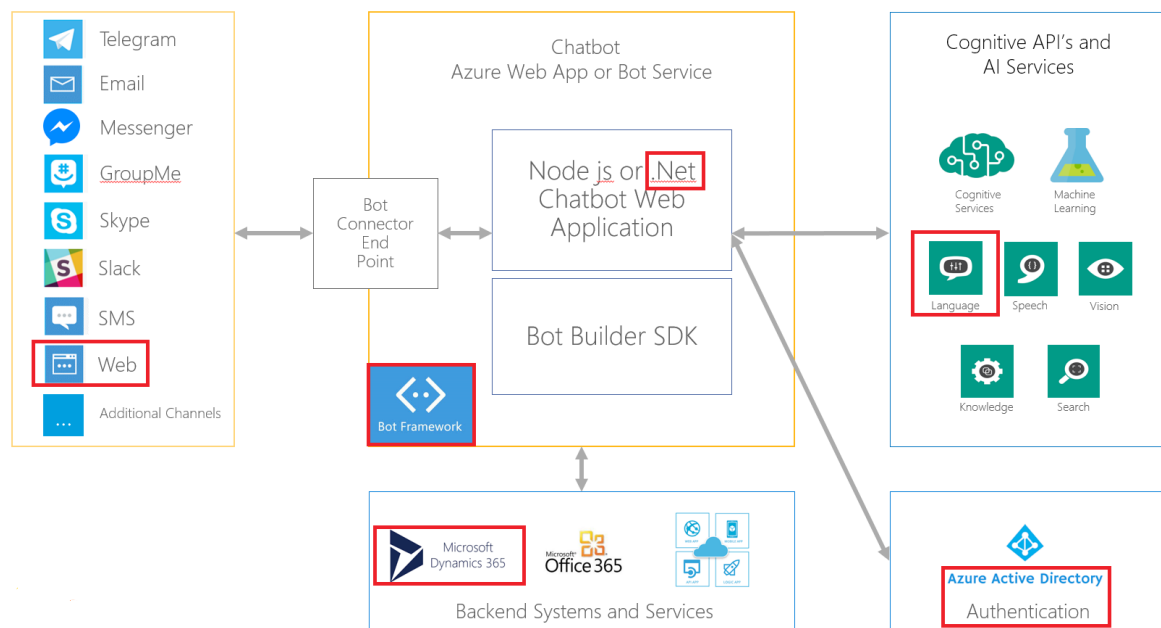 Telegram
Email
Messenger
GroupMe
Skype
Slack
SMS
Web
Additional Channels
Bot
Connector
End
Point
Chatbot
Azure Web App or Bot Service
Node js or .Net
Chatbot Web
Application
Bot Builder SDK
Bot Framework
Cognitive API's and
AI Services
Cognitive
Services
Machine
Learning
Language
Speech
Vision
Knowledge
Search
Microsoft
Dynamics 365
Microsoft
Office 365
Backend Systems and Services
Azure Active Directory
Authentication